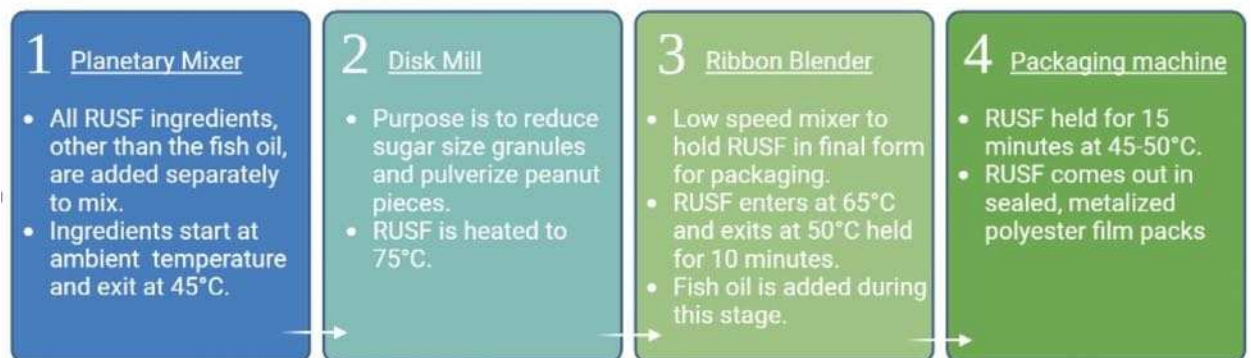 1 Planetary Mixer
• All RUSF ingredients,
other than the fish oil,
are added separately
to mix.
• Ingredients start at
ambient temperature
and exit at 45°C.
2 Disk Mill
• Purpose is to reduce
sugar size granules
and pulverize peanut
pieces.
• RUSF is heated to
75°C.
3 Ribbon Blender
• Low speed mixer to
hold RUSF in final form
for packaging.
• RUSF enters at 65°C
and exits at 50°C held
for 10 minutes.
• Fish oil is added during
this stage.
4 Packaging machine
• RUSF held for 15
minutes at 45-50°C.
• RUSF comes out in
sealed, metalized
polyester film packs